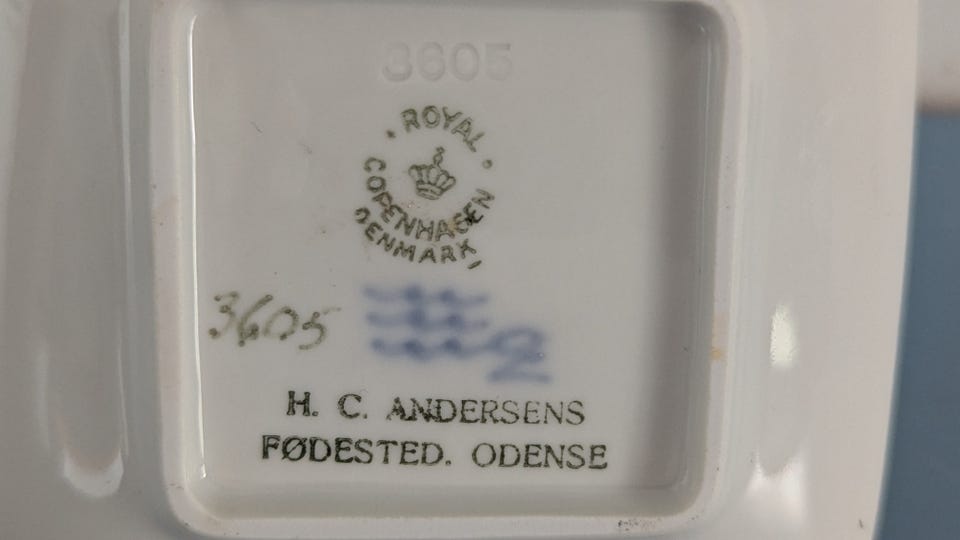 3605
ROYAL
COPENHAGEN
DENMARK
3605
H. C. ANDERSENS
FØDESTED. ODENSE